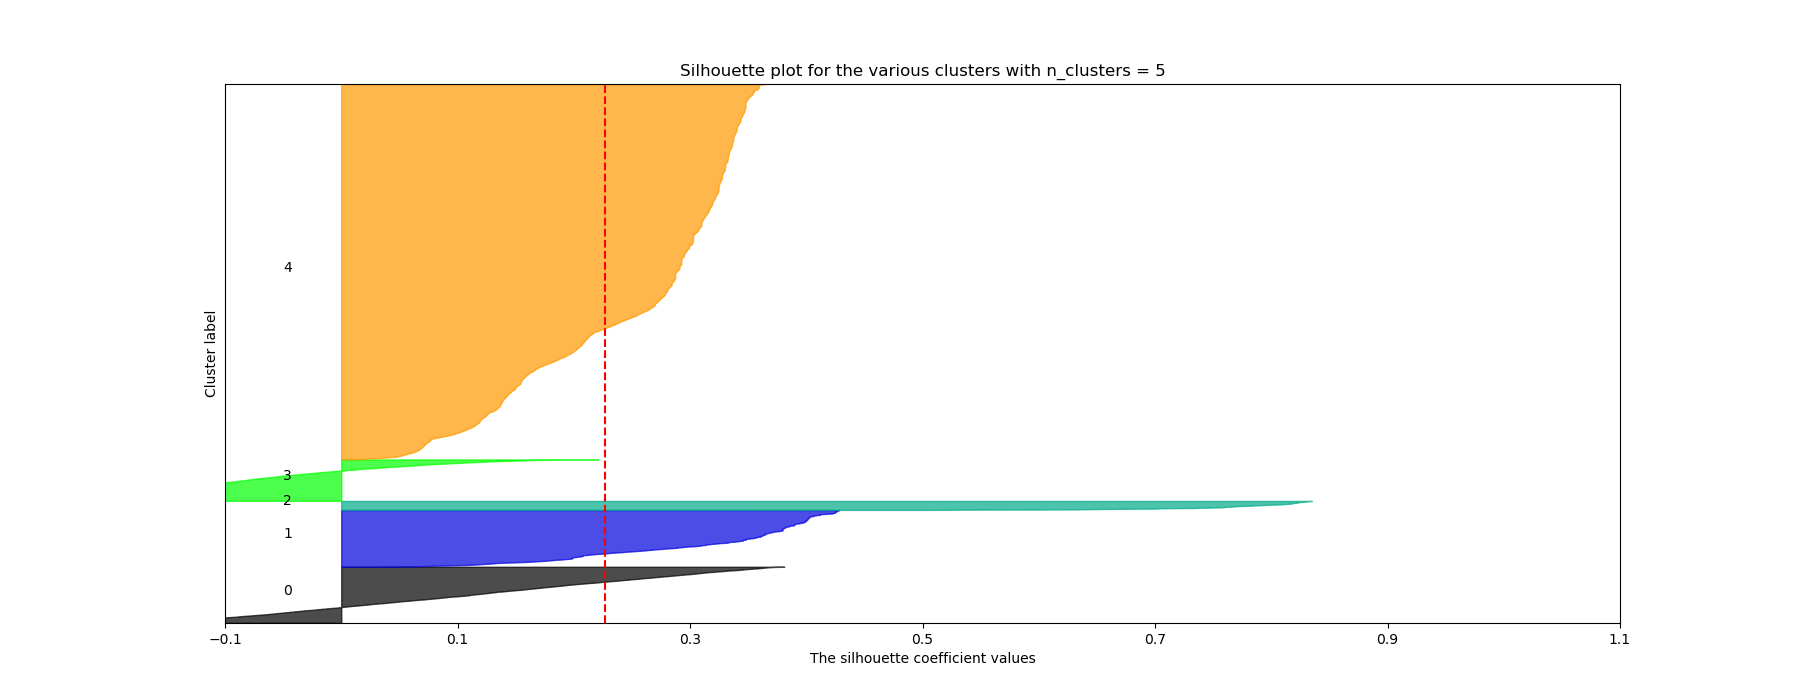 Silhouette plot for the various clusters with n_clusters = 5
Cluster label
4
3
2
1
0
−0.1 0.1 0.3 0.5 0.7 0.9 1.1
The silhouette coefficient values